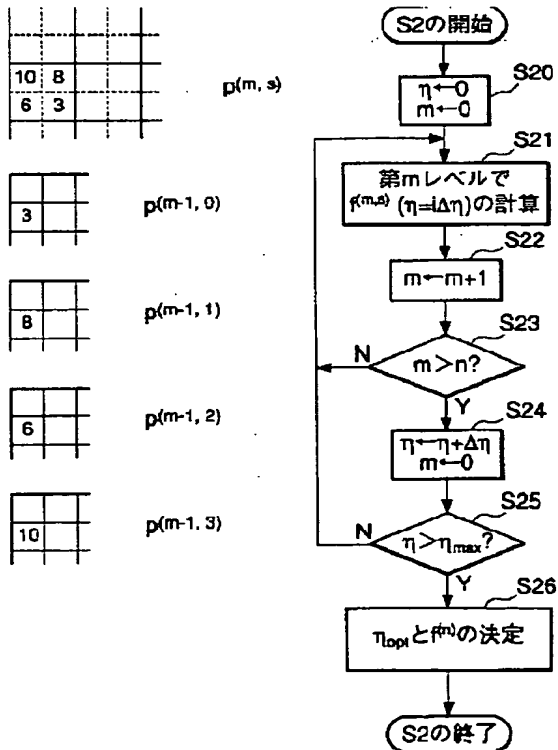 10 8
6 3
p(m, s)
3
p(m-1, 0)
8
p(m-1, 1)
6
p(m-1, 2)
10
p(m-1, 3)
S2の開始
S20
η←0
m←0
S21
第mレベルで
f(m,s) (η=iΔη)の計算
S22
m←m+1
S23
N
m>n?
Y
S24
η←η+Δη
m←0
S25
N
η>ηmax?
Y
S26
ηoptとf(n)の決定
S2の終了